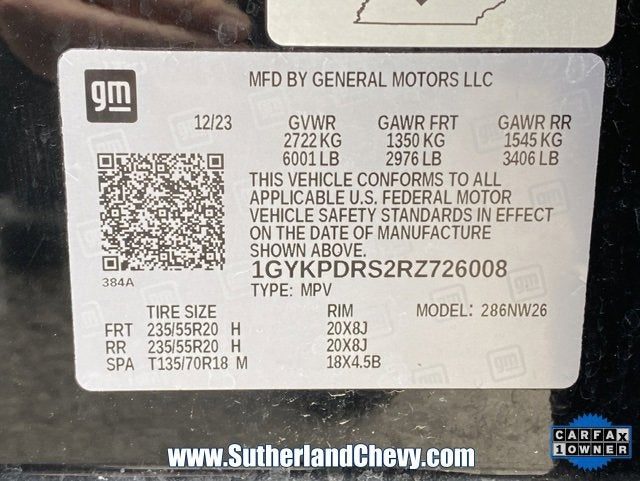 gm
MFD BY GENERAL MOTORS LLC
12/23 GVWR GAWR FRT GAWR RR
2722 KG 1350 KG 1545 KG
6001 LB 2976 LB 3406 LB
THIS VEHICLE CONFORMS TO ALL
APPLICABLE U.S. FEDERAL MOTOR
VEHICLE SAFETY STANDARDS IN EFFECT
ON THE DATE OF MANUFACTURE
SHOWN ABOVE.
1GYKPDRS2RZ726008
384A
TYPE: MPV
TIRE SIZE RIM MODEL: 286NW26
FRT 235/55R20 H 20X8J
RR 235/55R20 H 20X8J
SPA T135/70R18 M 18X4.5B
www.SutherlandChevy.com
CARFAX
1 OWNER